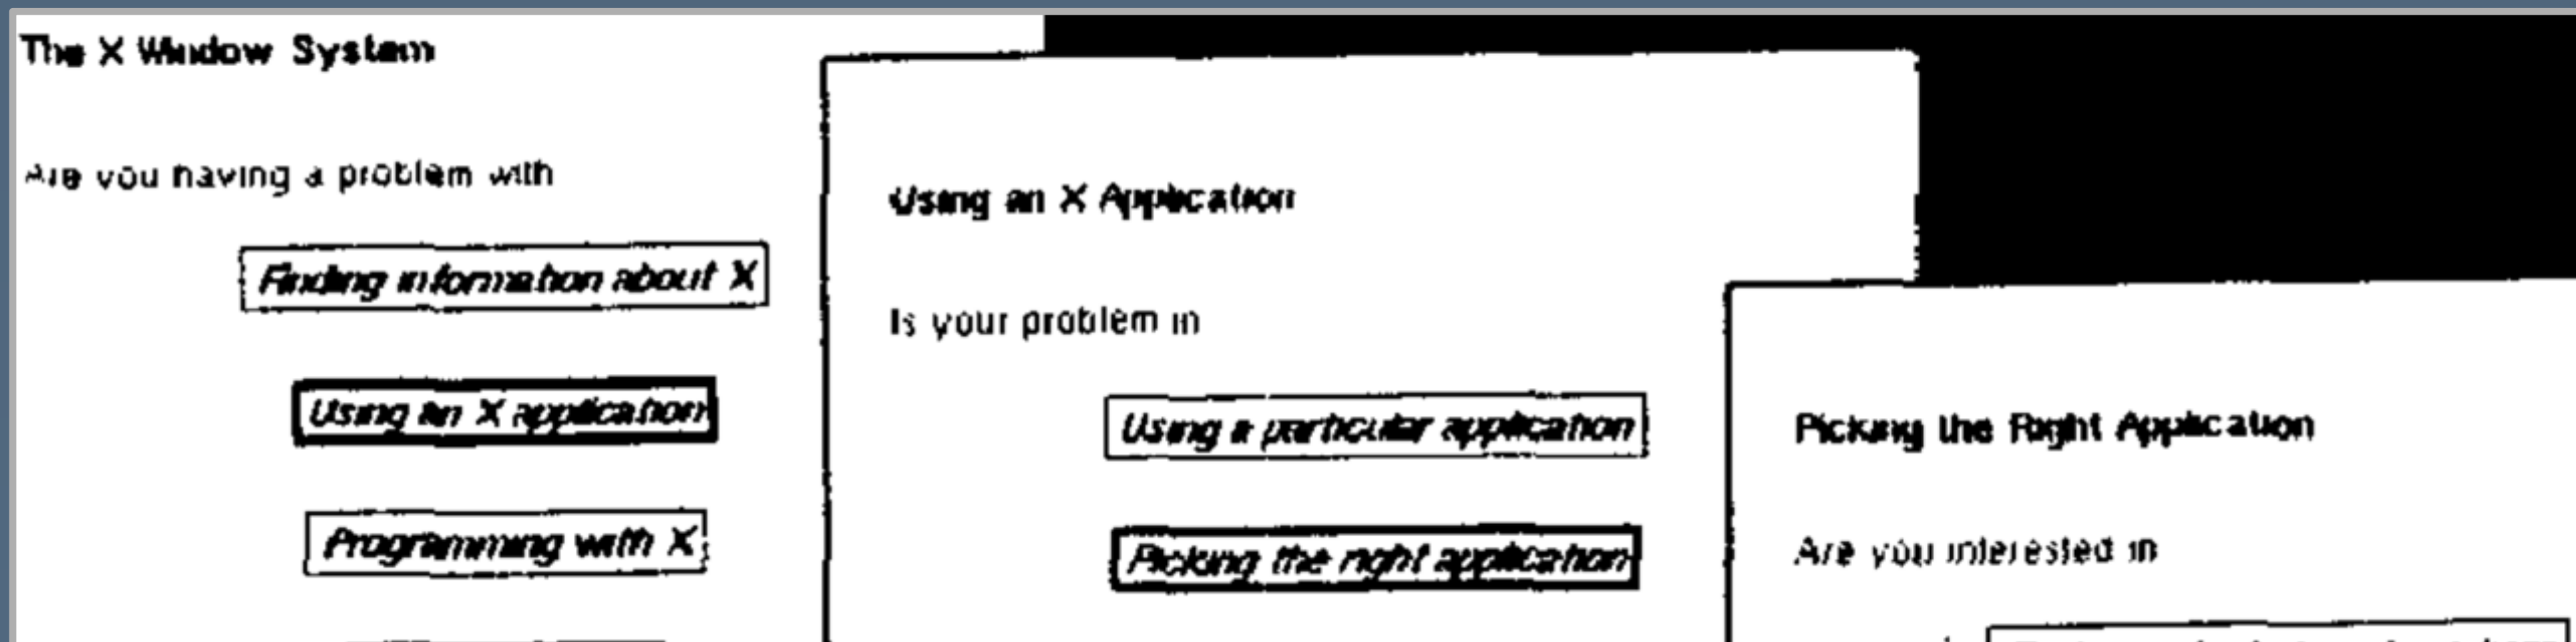 The X Window System
Are you having a problem with
Finding information about X
Using an X application
Programming with X
Using an X Application
Is your problem in
Using a particular application
Picking the right application
Picking the Right Application
Are you interested in